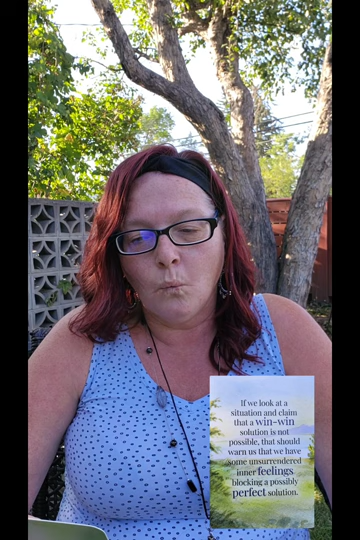 If we look at a
situation and claim
that a win-win
solution is not
possible, that should
warn us that we have
some unsurrendered
inner feelings
blocking a possibly
perfect solution.